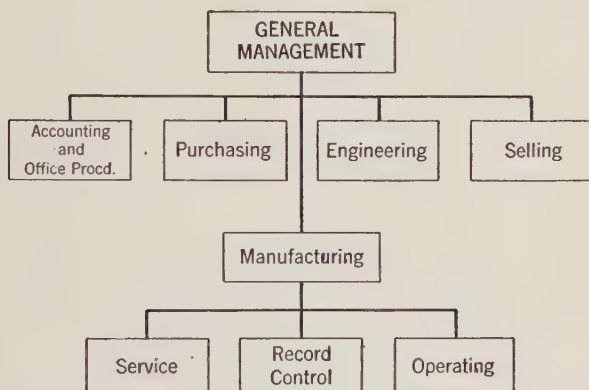 GENERAL
MANAGEMENT
Accounting
and
Office Procd.
Purchasing
Engineering
Selling
Manufacturing
Service
Record
Control
Operating